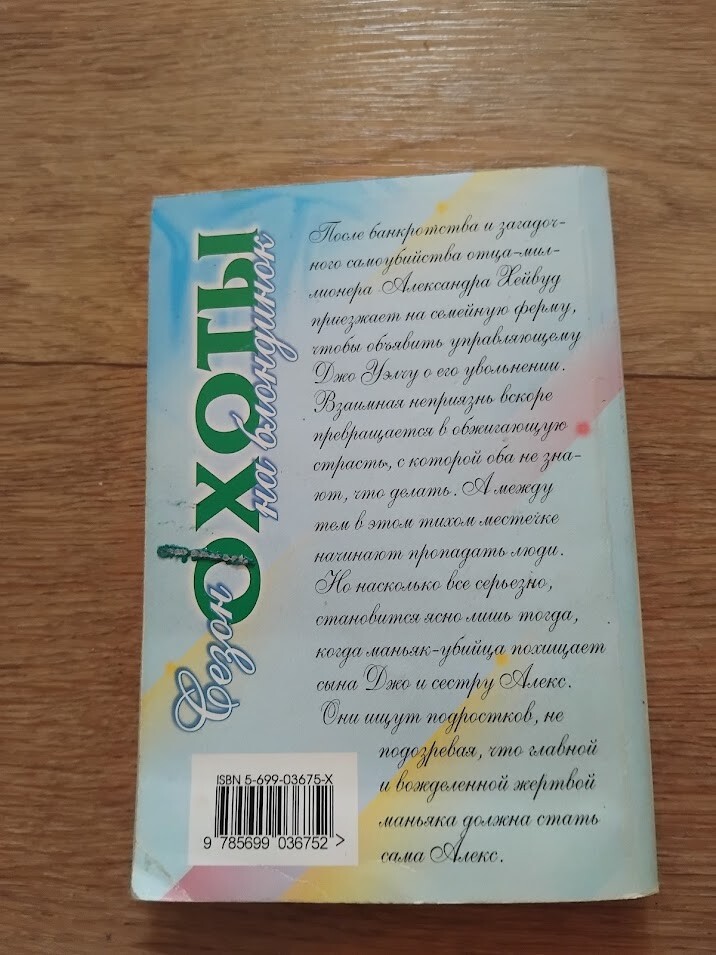 Сезон
ОХОТЫ
на блондинок
После банкротства и загадоч-
ного самоубийства отца-мил-
лионера Александра Хейвуд
приезжает на семейную ферму,
чтобы объявить управляющему
Джо Уэлчу о его увольнении.
Взаимная неприязнь вскоре
превращается в обжигающую
страсть, с которой оба не зна-
ют, что делать. А между
тем в этом тихом местечке
начинают пропадать люди.
Но насколько все серьезно,
становится ясно лишь тогда,
когда маньяк-убийца похищает
сына Джо и сестру Алекс.
Они ищут подростков, не
подозревая, что главной
и вожделенной жертвой
маньяка должна стать
сама Алекс.
ISBN 5-699-03675-X
9 785699 036752 >